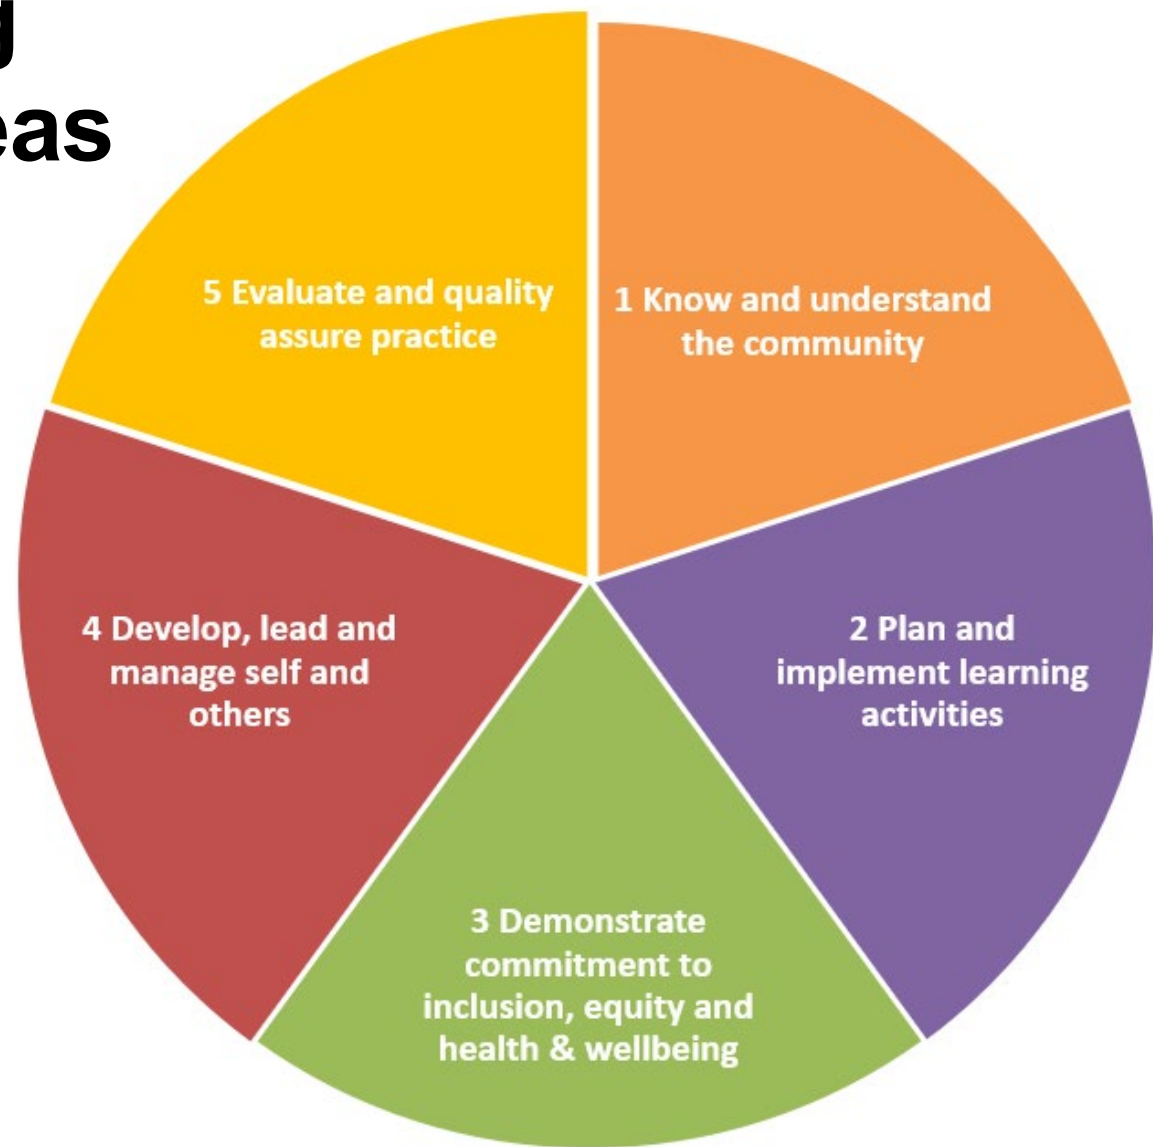 5 Evaluate and quality
assure practice
1 Know and understand
the community
2 Plan and
implement learning
activities
3 Demonstrate
commitment to
inclusion, equity and
health & wellbeing
4 Develop, lead and
manage self and
others